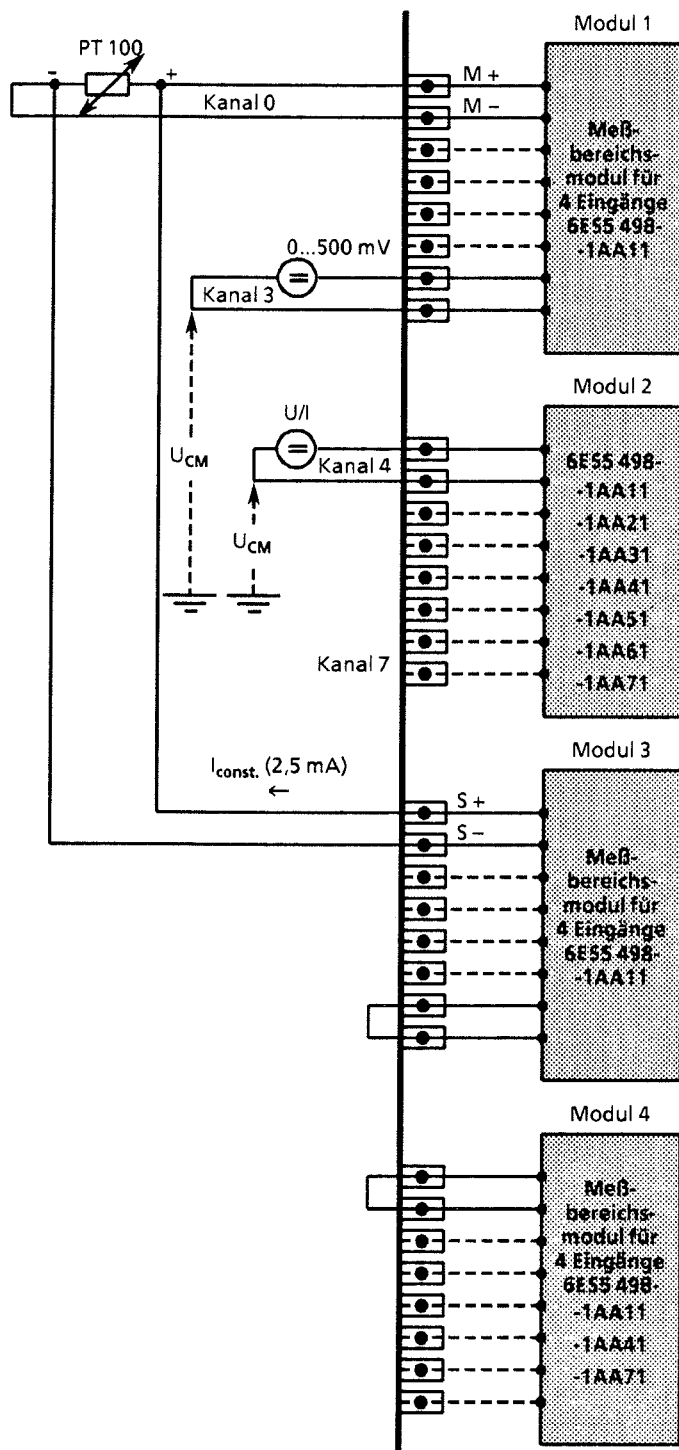 Modul 1
PT 100
-
+
M +
Kanal 0
M –
Meß-
bereichs-
modul für
4 Eingänge
6ES5 498-
-1AA11
0...500 mV
Kanal 3
Modul 2
U/I
Kanal 4
UCM
UCM
6ES5 498-
-1AA11
-1AA21
-1AA31
-1AA41
-1AA51
-1AA61
-1AA71
Kanal 7
Modul 3
Iconst. (2,5 mA)
←
S +
S –
Meß-
bereichs-
modul für
4 Eingänge
6ES5 498-
-1AA11
Modul 4
Meß-
bereichs-
modul für
4 Eingänge
6ES5 498-
-1AA11
-1AA41
-1AA71